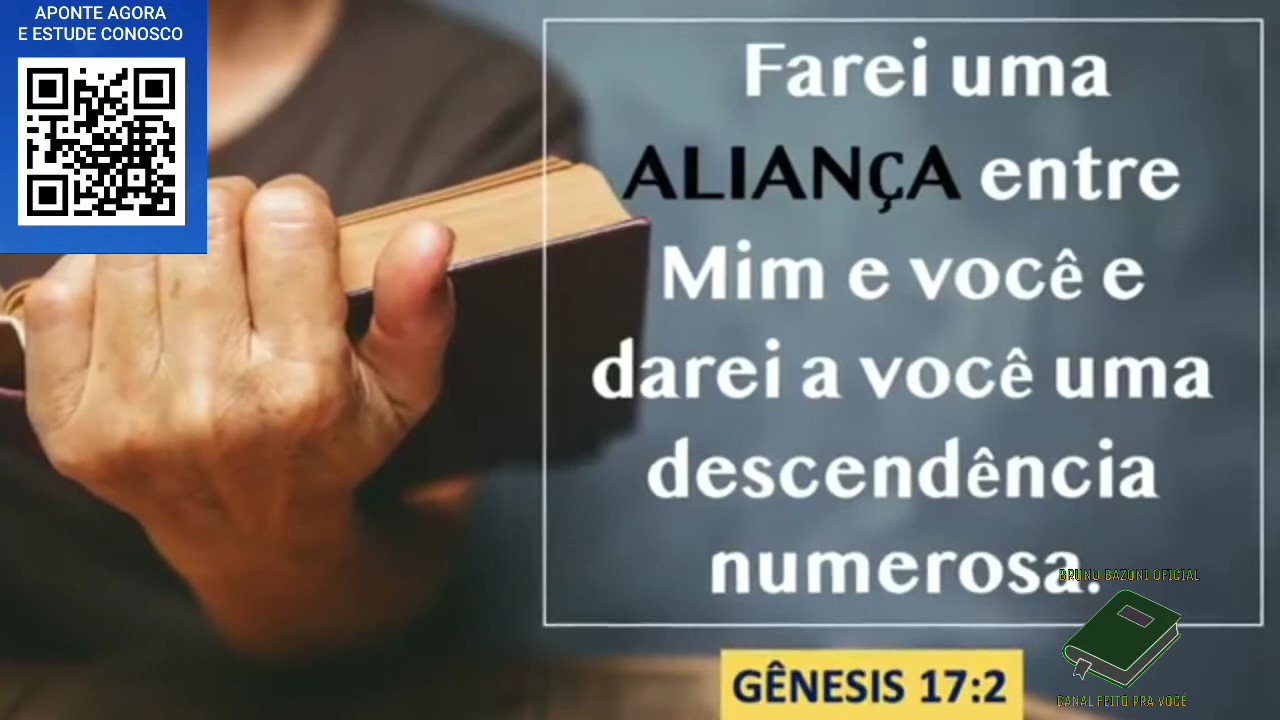 APONTE AGORA
E ESTUDE CONOSCO
Farei uma
ALIANÇA entre
Mim e você e
darei a você uma
descendência
numerosa.
BRUNO BAZONI OFICIAL
GÊNESIS 17:2
CANAL FEITO PRA VOCÊ